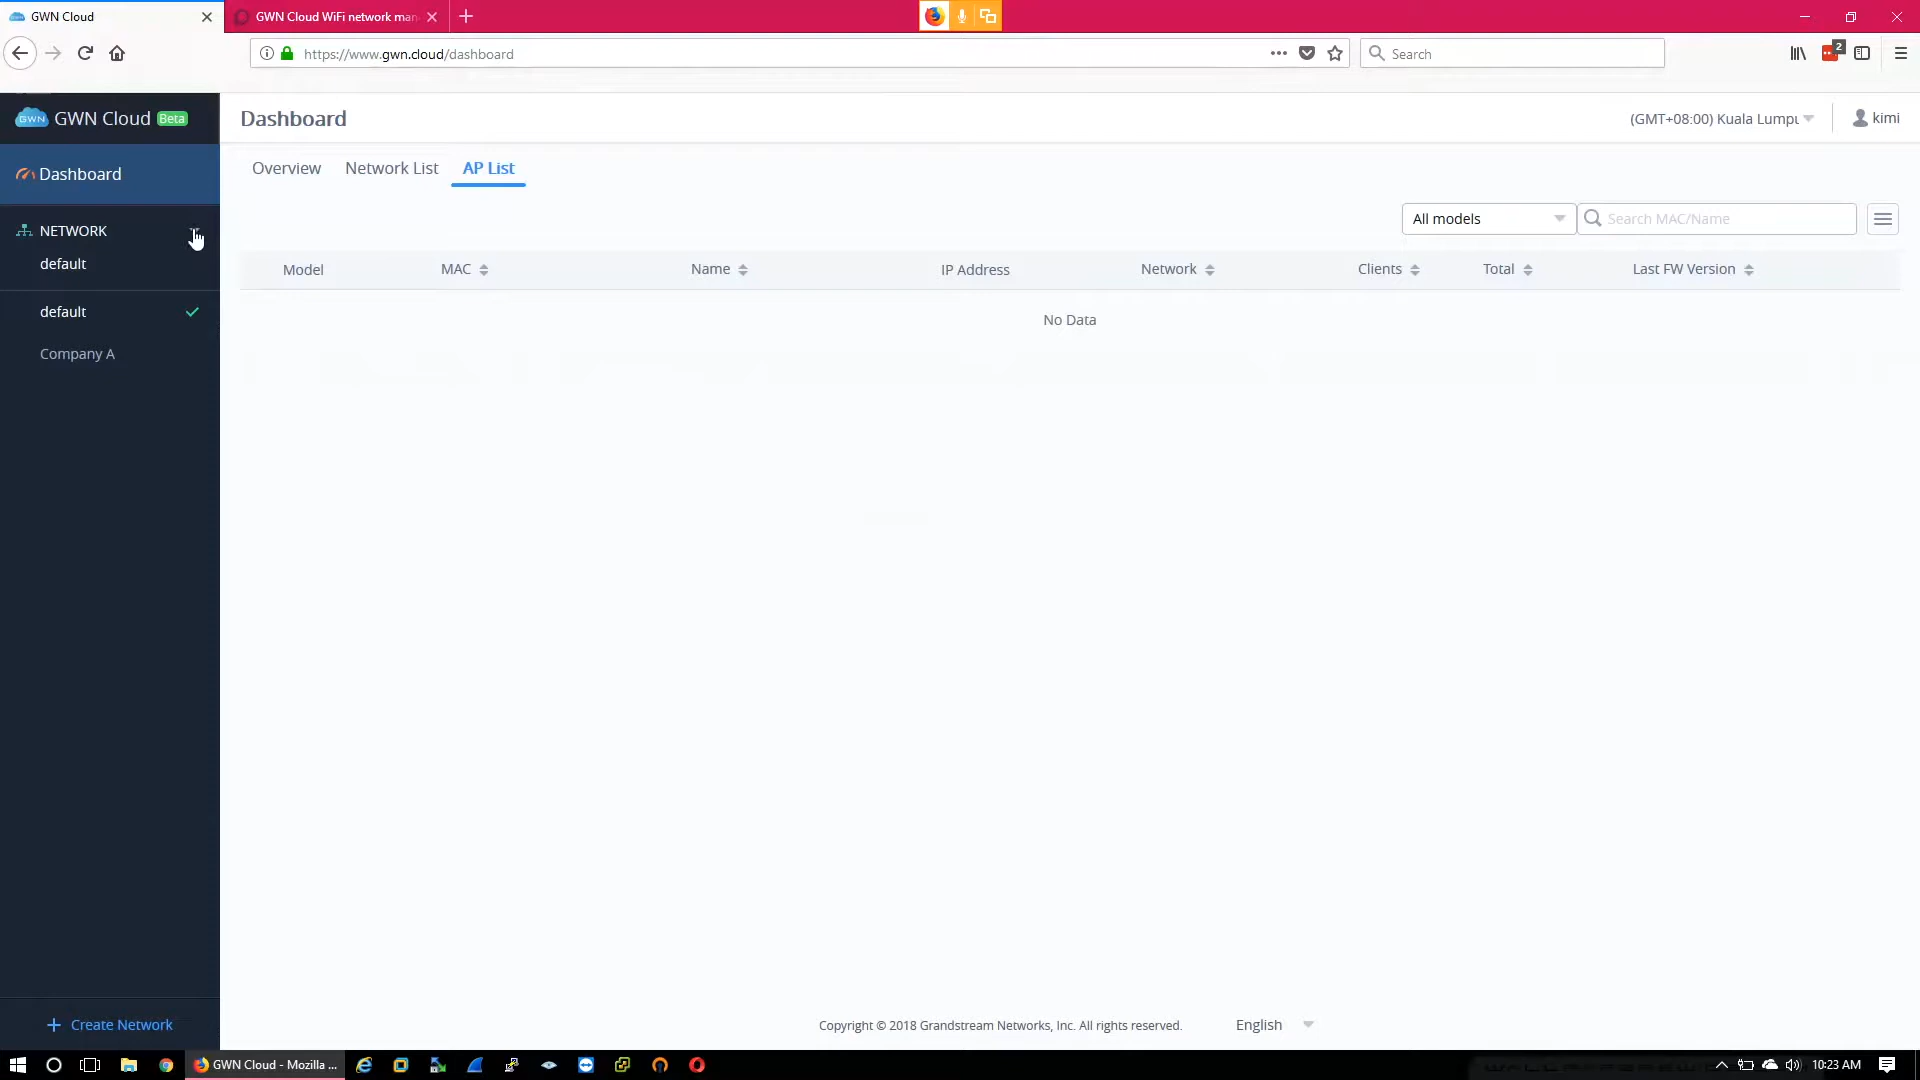 GWN Cloud
GWN Cloud WiFi network man
https://www.gwn.cloud/dashboard
Search
2
GWN
GWN Cloud Beta
Dashboard
(GMT+08:00) Kuala Lumpu
kimi
Dashboard
Overview
Network List
AP List
NETWORK
default
All models
Search MAC/Name
Model
MAC
Name
IP Address
Network
Clients
Total
Last FW Version
default
Company A
No Data
Create Network
Copyright © 2018 Grandstream Networks, Inc. All rights reserved.
English
GWN Cloud - Mozilla ...
10:23 AM